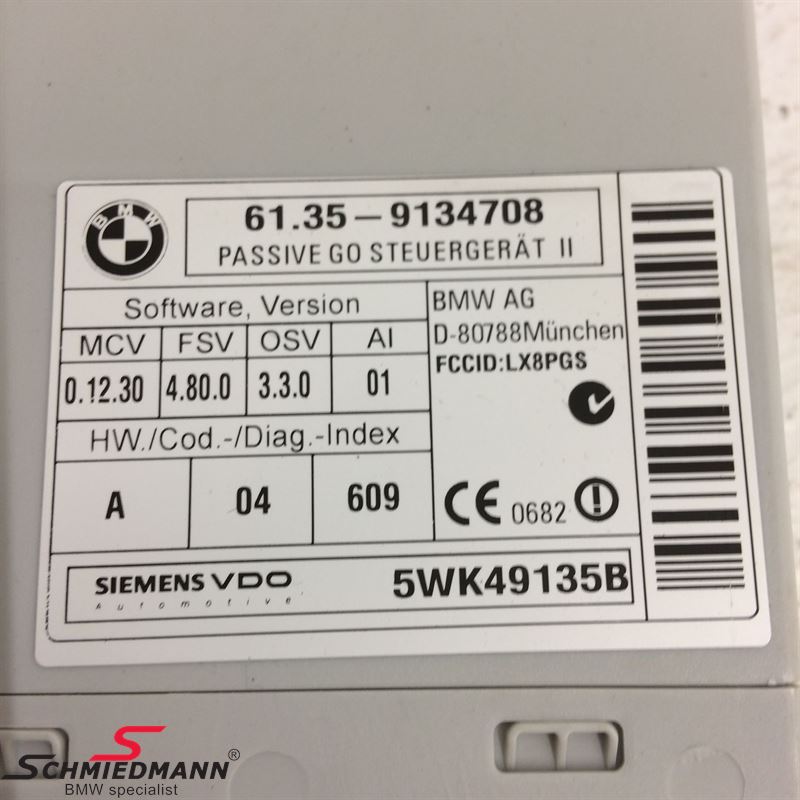 BMW
61.35-9134708
PASSIVE GO STEUERGERÄT II
Software, Version
MCV FSV OSV AI
0.12.30 4.80.0 3.3.0 01
HW./Cod.-/Diag.-Index
A 04 609
BMW AG
D-80788München
FCCID:LX8PGS
CE 0682
SIEMENS VDO
Automotive
5WK49135B
SCHMIEDMANN®
BMW specialist